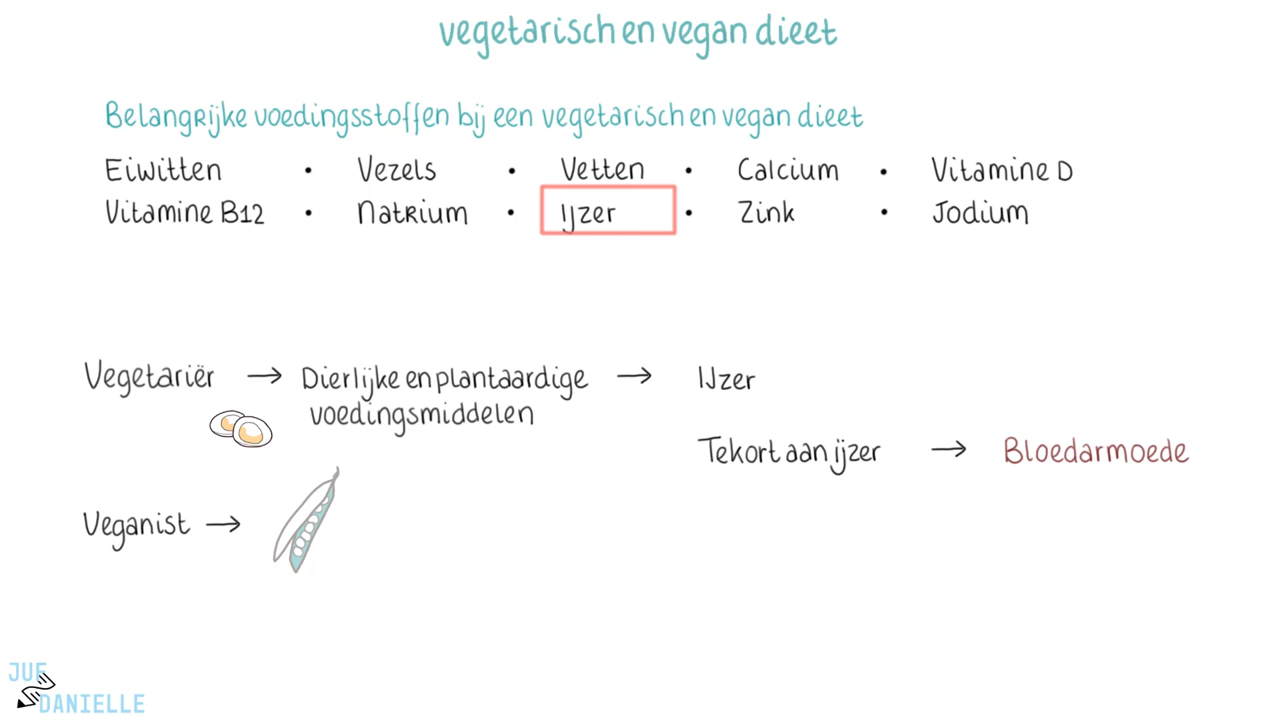 vegetarisch en vegan dieet
Belangrijke voedingsstoffen bij een vegetarisch en vegan dieet
Eiwitten • Vezels • Vetten • Calcium • Vitamine D
Vitamine B12 • Natrium • Ijzer • Zink • Jodium
Vegetariër → Dierlijke en plantaardige → IJzer
voedingsmiddelen
Tekort aan ijzer → Bloedarmoede
Veganist →
JUF
DANIELLE